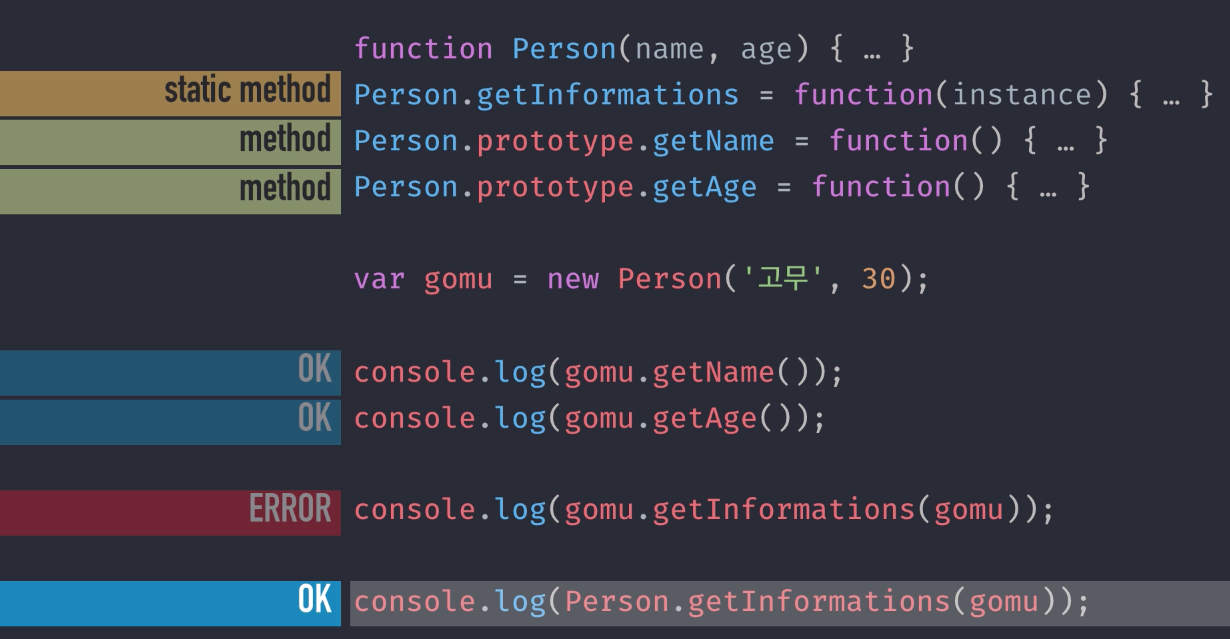 function Person(name, age) { … }
static method Person.getInformations = function(instance) { … }
method Person.prototype.getName = function() { … }
method Person.prototype.getAge = function() { … }
var gomu = new Person('고무', 30);
OK console.log(gomu.getName());
OK console.log(gomu.getAge());
ERROR console.log(gomu.getInformations(gomu));
OK console.log(Person.getInformations(gomu));